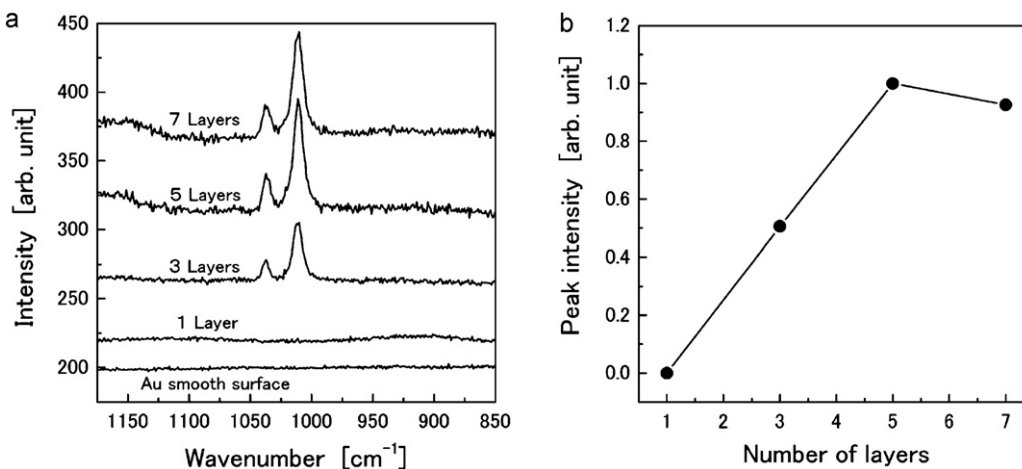 a
450
400
350
300
250
200
Intensity [arb. unit]
7 Layers
5 Layers
3 Layers
1 Layer
Au smooth surface
1150 1100 1050 1000 950 900 850
Wavenumber [cm⁻¹]
b
1.2
1.0
0.8
0.6
0.4
0.2
0.0
Peak intensity [arb. unit]
1 2 3 4 5 6 7
Number of layers